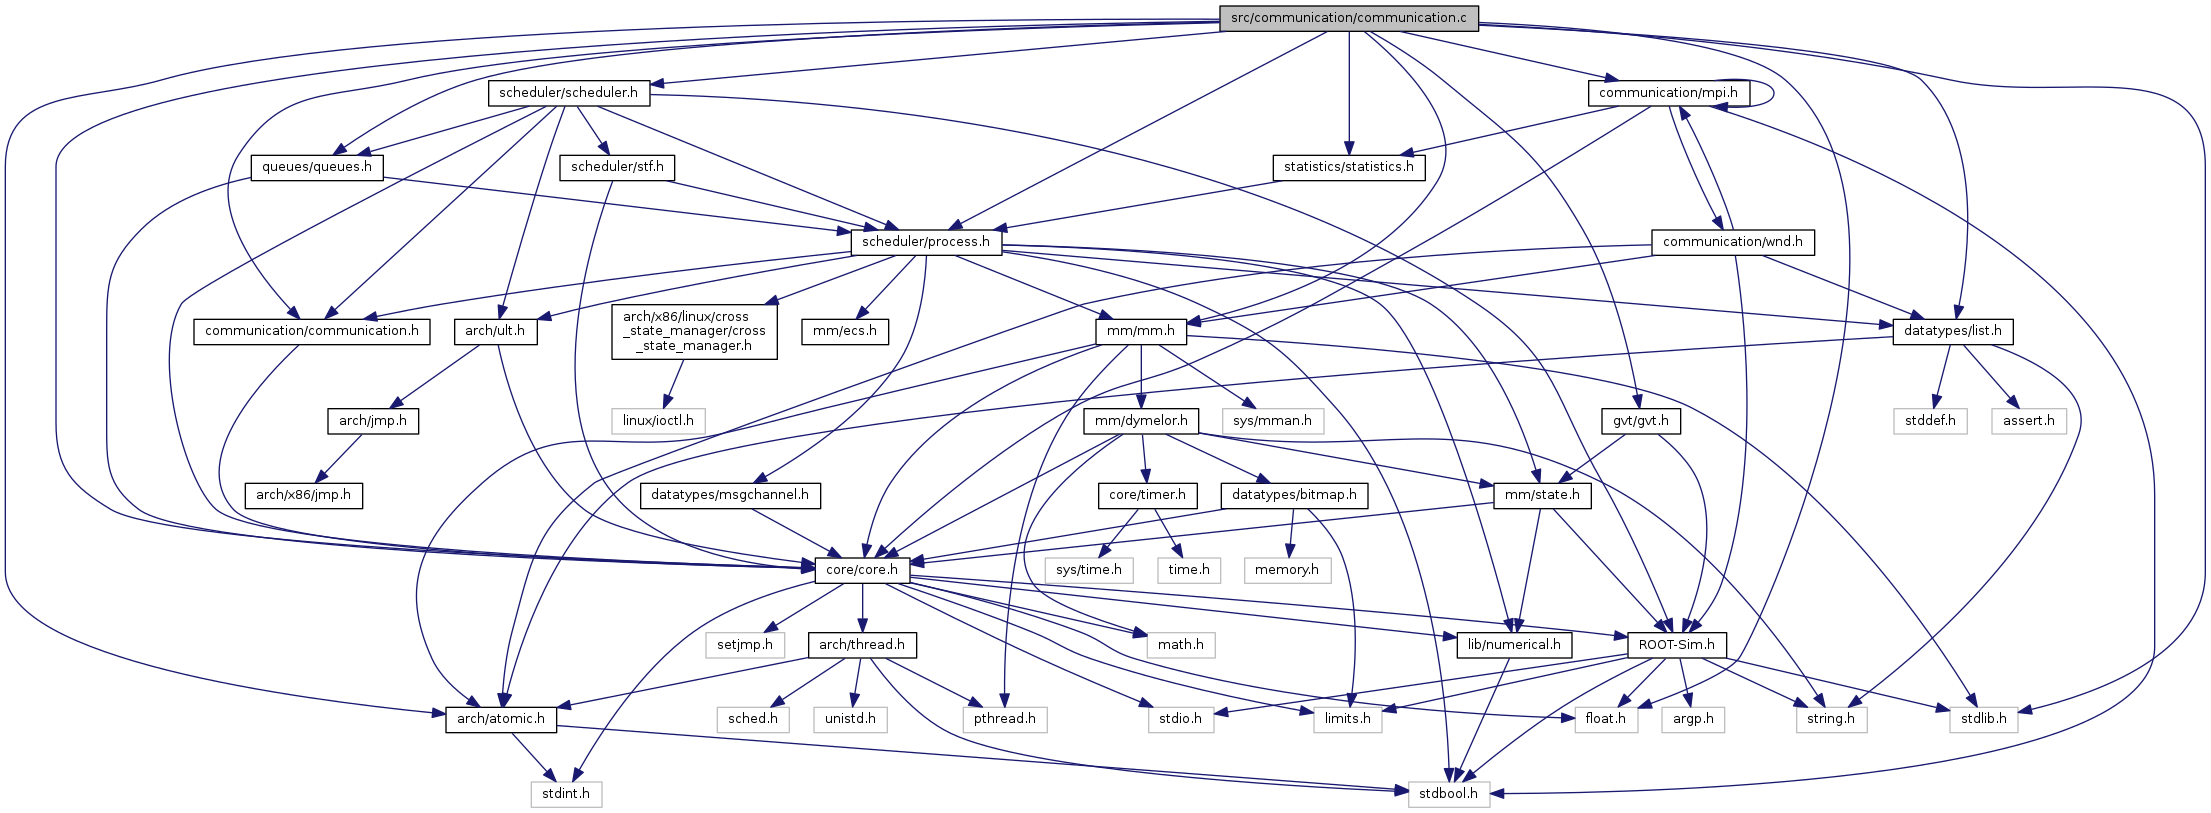 src/communication/communication.c
scheduler/scheduler.h
communication/mpi.h
queues/queues.h
scheduler/stf.h
statistics/statistics.h
scheduler/process.h
communication/wnd.h
communication/communication.h
arch/ult.h
arch/x86/linux/cross
_state_manager/cross
_state_manager.h
mm/ecs.h
mm/mm.h
datatypes/list.h
arch/jmp.h
linux/ioctl.h
mm/dymelor.h
sys/mman.h
gvt/gvt.h
stddef.h
assert.h
arch/x86/jmp.h
datatypes/msgchannel.h
core/timer.h
datatypes/bitmap.h
mm/state.h
core/core.h
sys/time.h
time.h
memory.h
setjmp.h
arch/thread.h
math.h
lib/numerical.h
ROOT-Sim.h
arch/atomic.h
sched.h
unistd.h
pthread.h
stdio.h
limits.h
float.h
argp.h
string.h
stdlib.h
stdint.h
stdbool.h